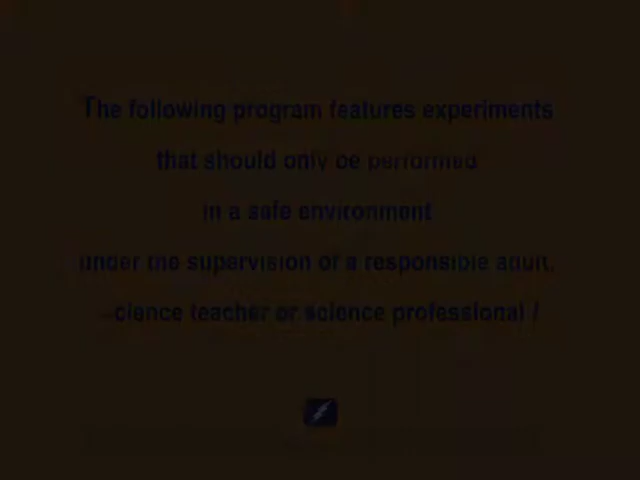 The following program features experiments
that should only be performed
in a safe environment
under the supervision of a responsible adult,
science teacher or science professional !